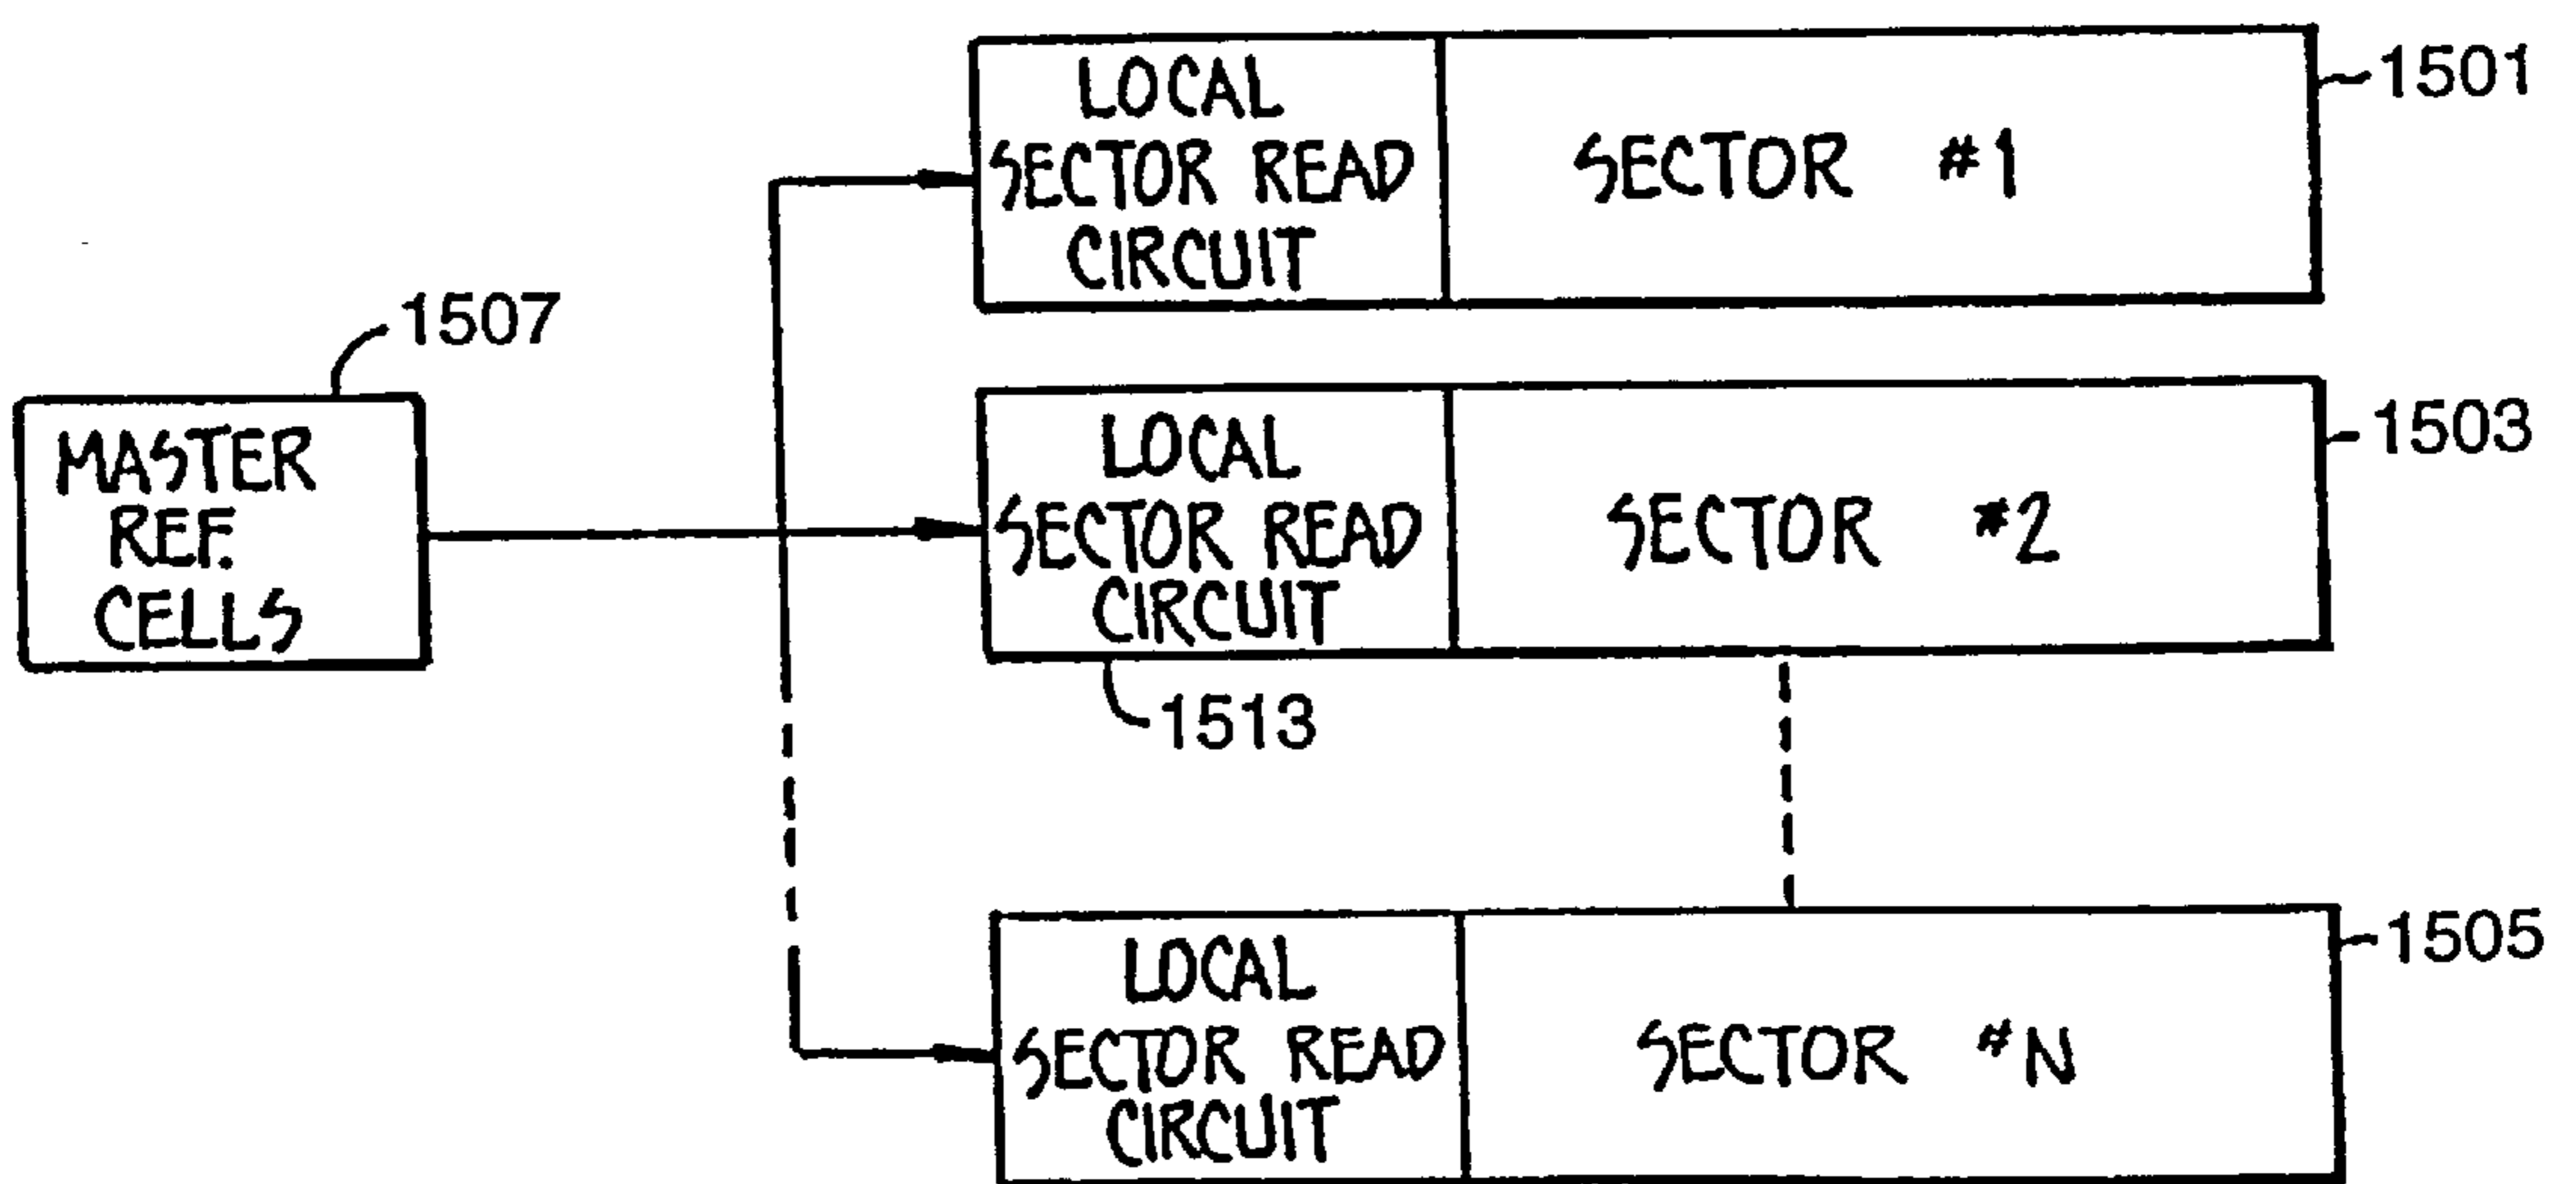 LOCAL
SECTOR READ
CIRCUIT
SECTOR #1
1501
1507
MASTER
REF.
CELLS
LOCAL
SECTOR READ
CIRCUIT
SECTOR #2
1503
1513
LOCAL
SECTOR READ
CIRCUIT
SECTOR #N
1505